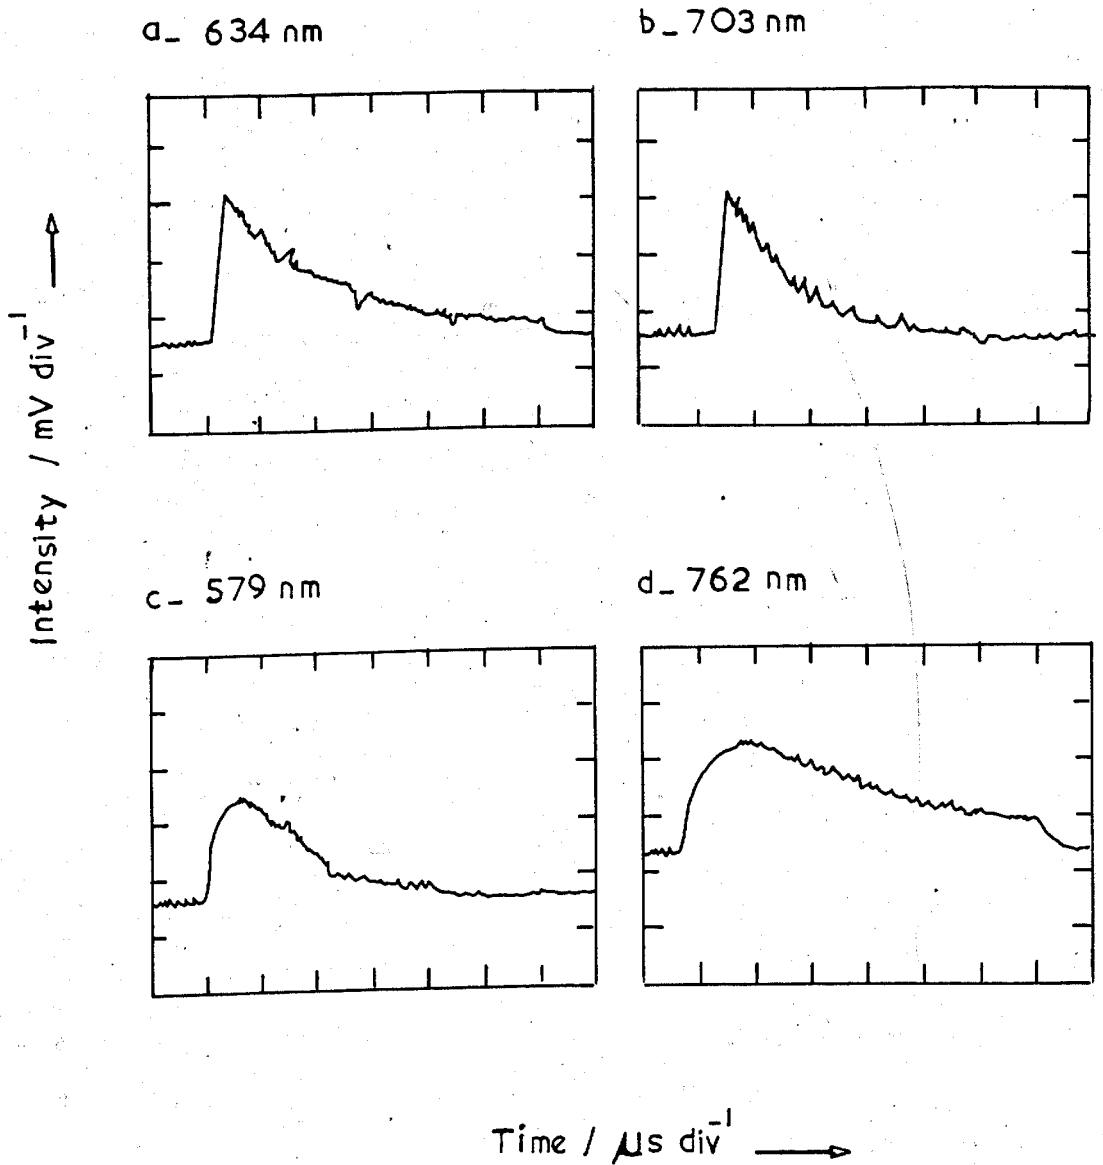 a_ 634 nm
b_ 703 nm
Intensity / mV div⁻¹
c_ 579 nm
d_ 762 nm
Time / μs div⁻¹